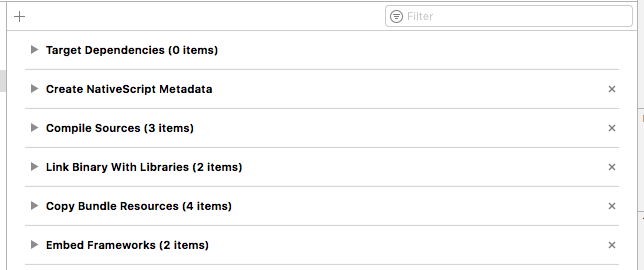 Filter
Target Dependencies (0 items)
Create NativeScript Metadata
Compile Sources (3 items)
Link Binary With Libraries (2 items)
Copy Bundle Resources (4 items)
Embed Frameworks (2 items)